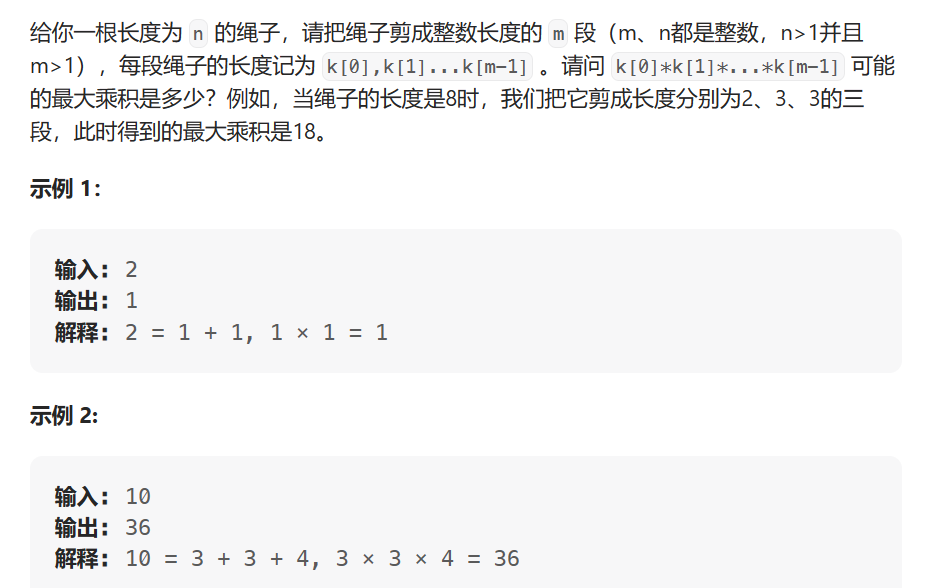 给你一根长度为 n 的绳子，请把绳子剪成整数长度的 m 段（m、n都是整数，n>1并且
m>1），每段绳子的长度记为 k[0],k[1]...k[m-1] 。请问 k[0]*k[1]*...*k[m-1] 可能
的最大乘积是多少？例如，当绳子的长度是8时，我们把它剪成长度分别为2、3、3的三
段，此时得到的最大乘积是18。
示例 1：
输入： 2
输出： 1
解释： 2 = 1 + 1, 1 × 1 = 1
示例 2:
输入： 10
输出： 36
解释： 10 = 3 + 3 + 4, 3 × 3 × 4 = 36